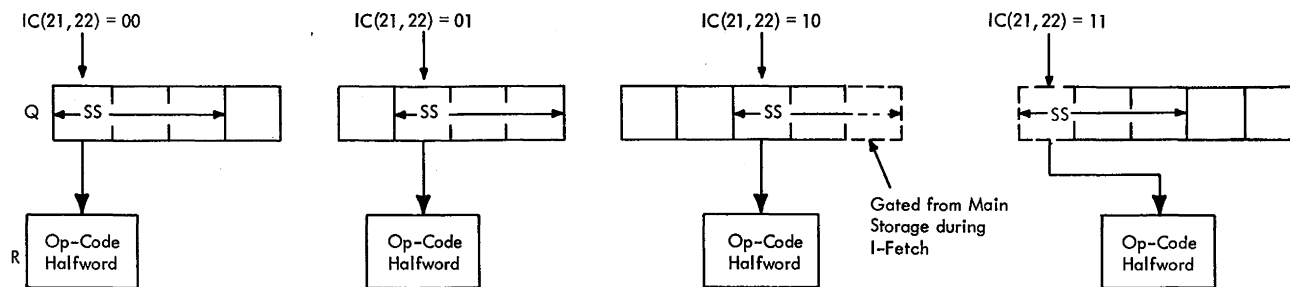 IC(21,22) = 00
IC(21,22) = 01
IC(21,22) = 10
IC(21,22) = 11
Q
SS
SS
SS
SS
Gated from Main
Storage during
I-Fetch
R
Op-Code
Halfword
Op-Code
Halfword
Op-Code
Halfword
Op-Code
Halfword